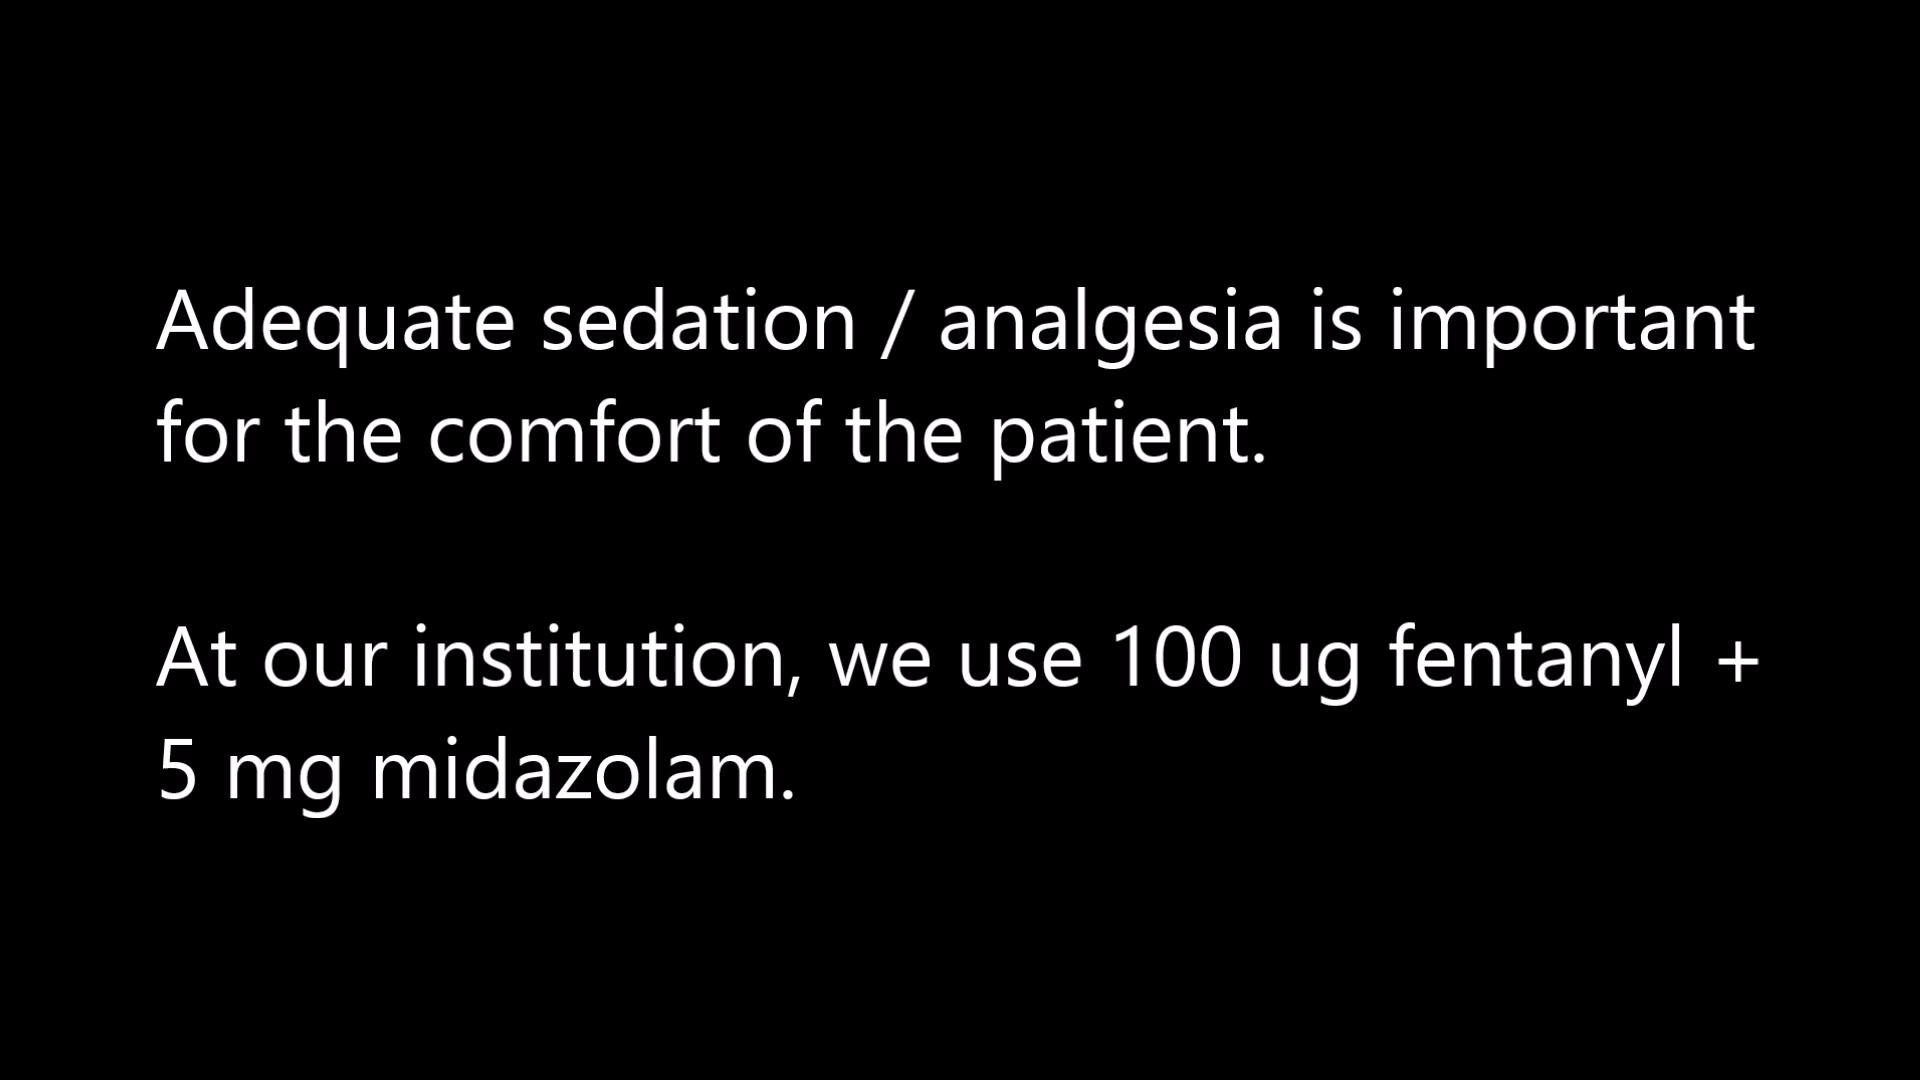 Adequate sedation / analgesia is important
for the comfort of the patient.
At our institution, we use 100 ug fentanyl +
5 mg midazolam.